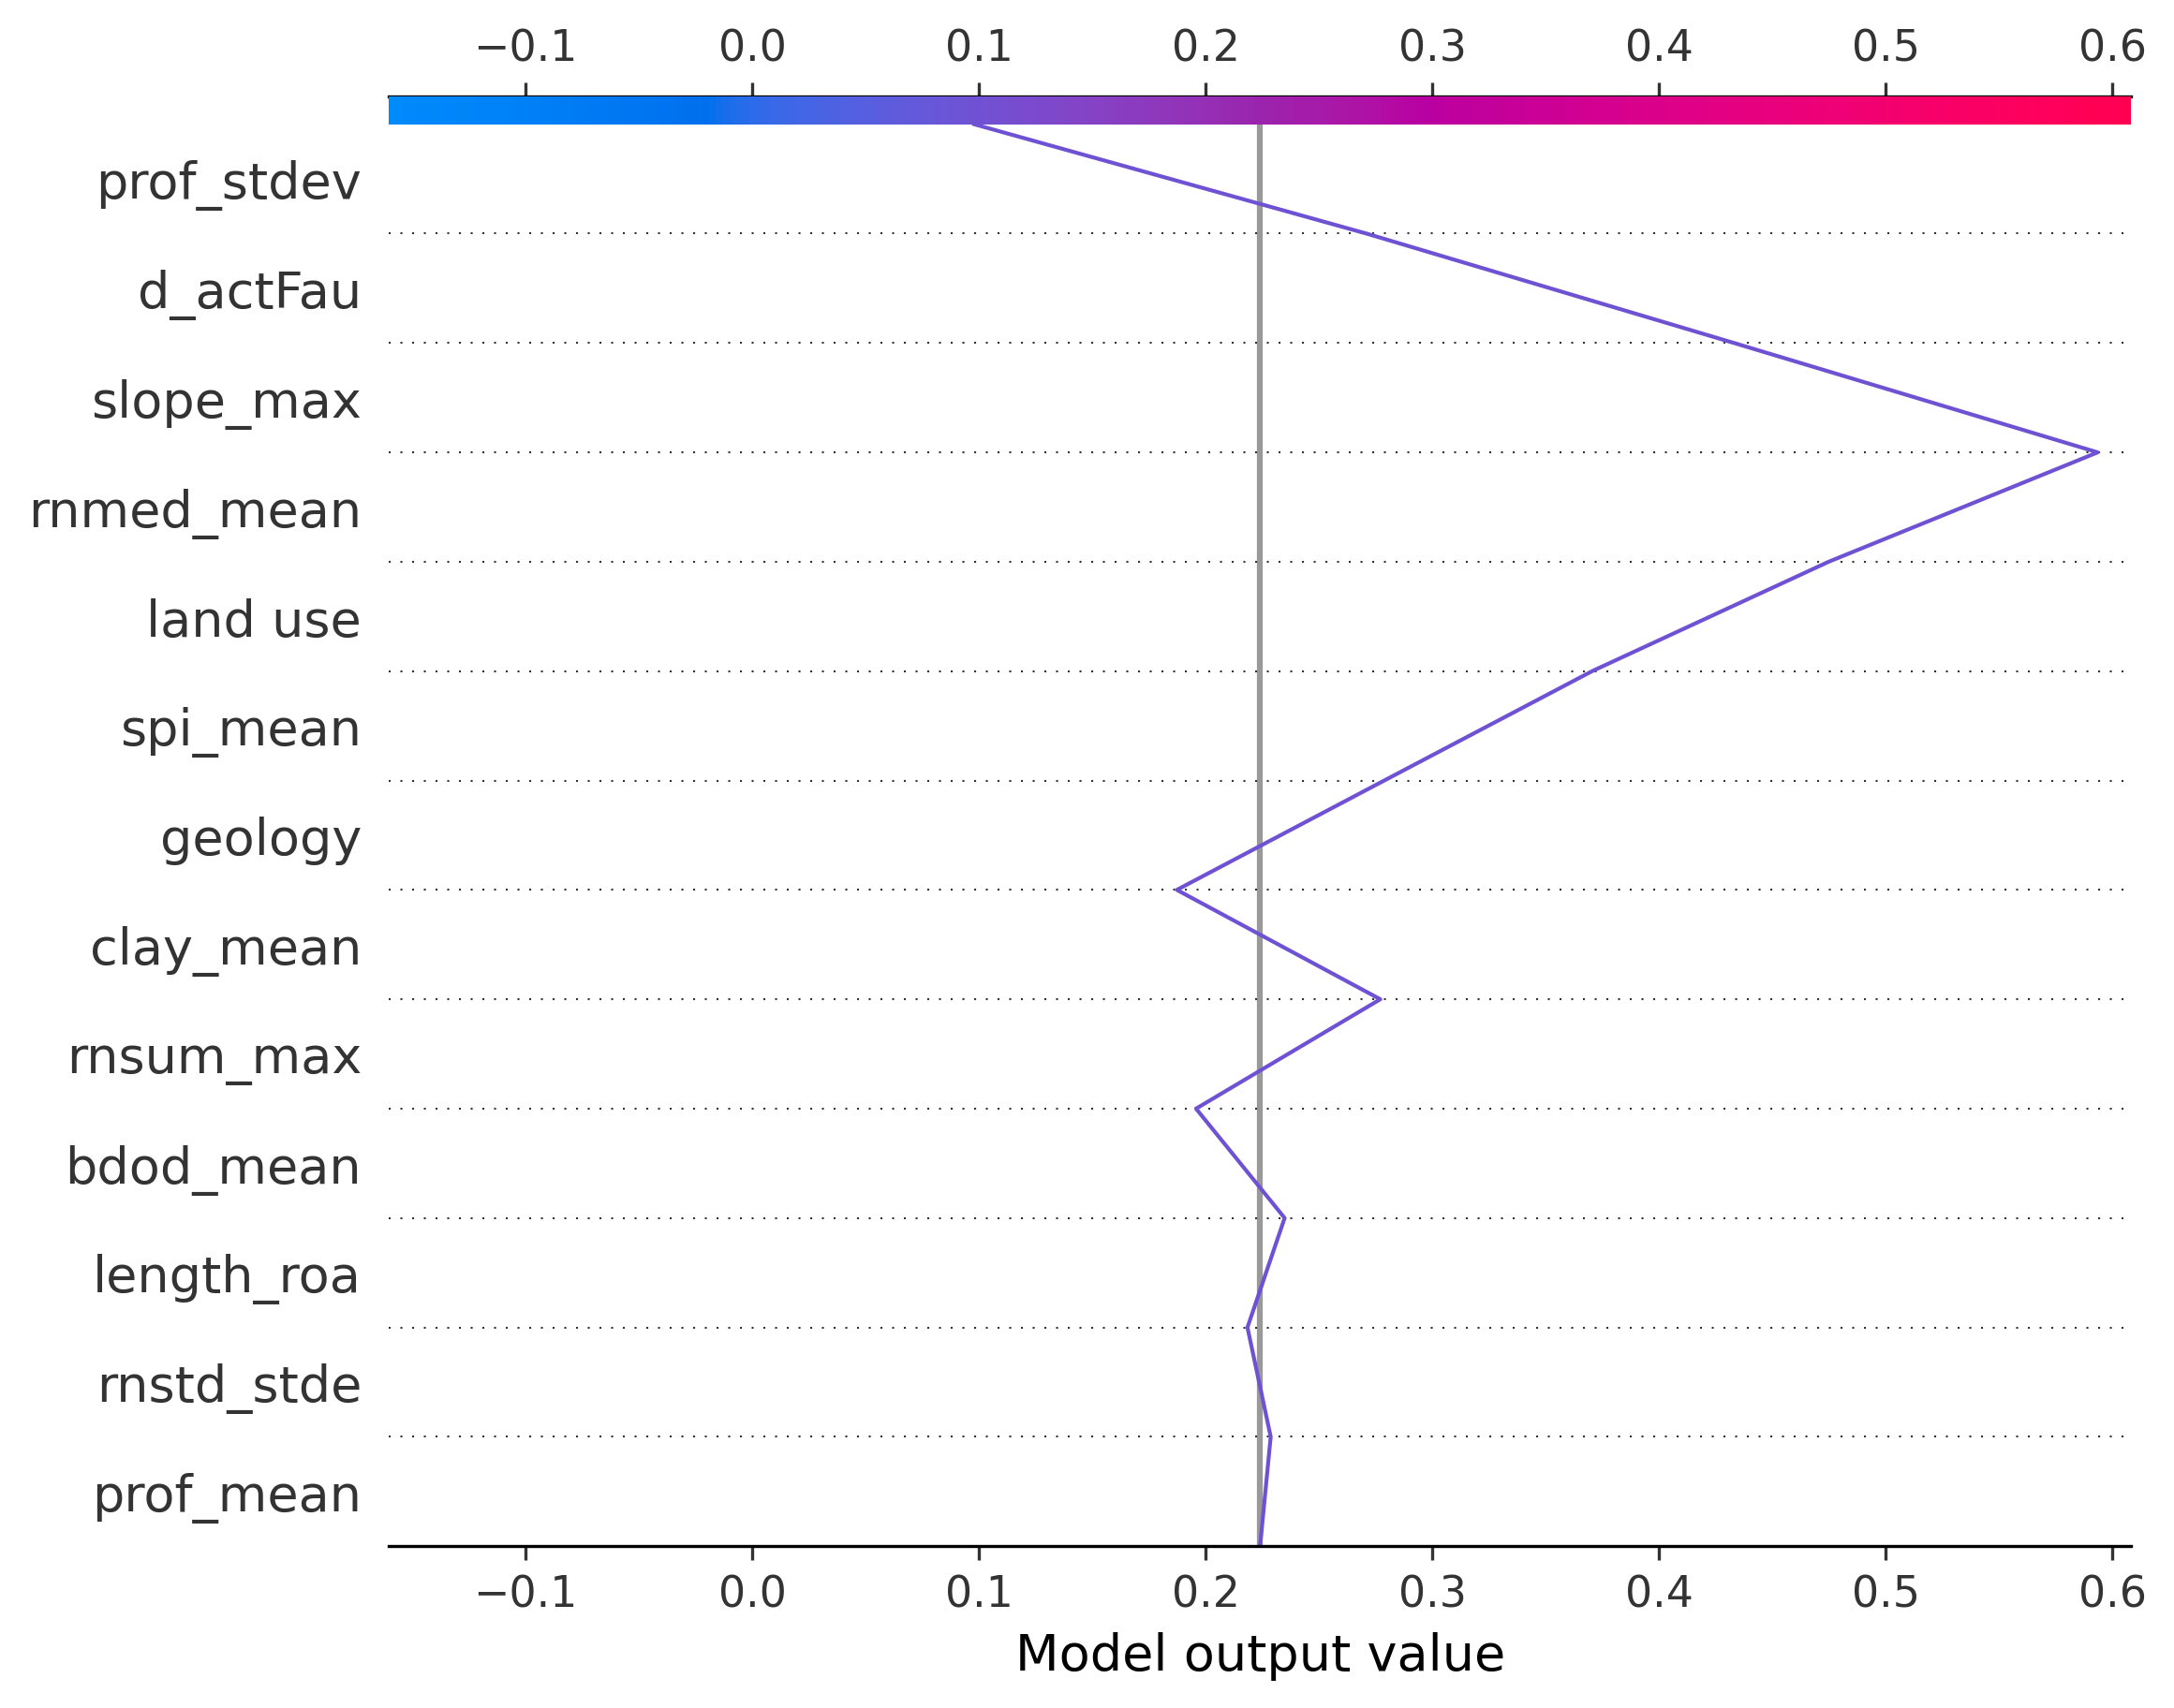 −0.1 0.0 0.1 0.2 0.3 0.4 0.5 0.6
prof_stdev
d_actFau
slope_max
rnmed_mean
land use
spi_mean
geology
clay_mean
rnsum_max
bdod_mean
length_roa
rnstd_stde
prof_mean
−0.1 0.0 0.1 0.2 0.3 0.4 0.5 0.6
Model output value